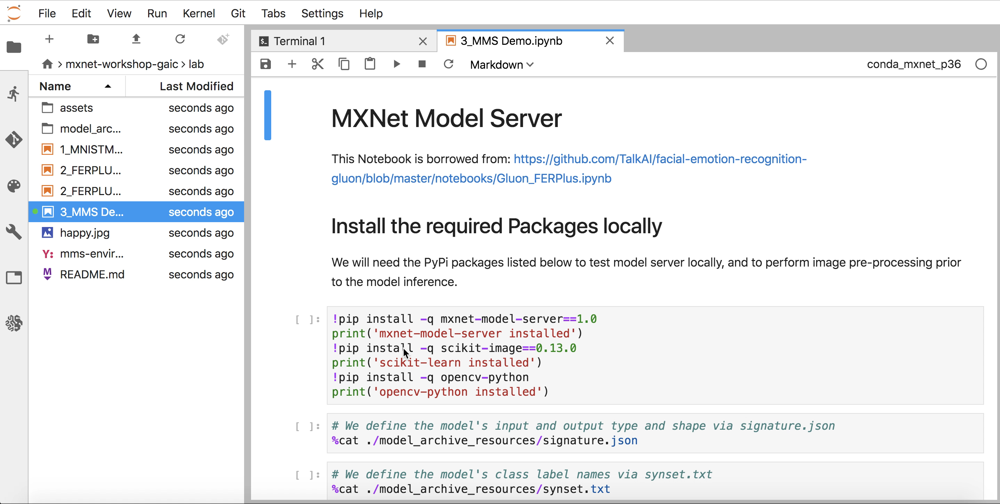 File Edit View Run Kernel Git Tabs Settings Help
mxnet-workshop-gaic > lab
Name Last Modified
assets seconds ago
model_arc... seconds ago
1_MNISTM... seconds ago
2_FERPLU... seconds ago
2_FERPLU... seconds ago
3_MMS De... seconds ago
happy.jpg seconds ago
Y: mms-envir... seconds ago
M README.md seconds ago
$_ Terminal 1
3_MMS Demo.ipynb
Markdown
conda_mxnet_p36
MXNet Model Server
This Notebook is borrowed from: https://github.com/TalkAI/facial-emotion-recognition-
gluon/blob/master/notebooks/Gluon_FERPlus.ipynb
Install the required Packages locally
We will need the PyPi packages listed below to test model server locally, and to perform image pre-processing prior
to the model inference.
[ ]: !pip install -q mxnet-model-server==1.0
print('mxnet-model-server installed')
!pip install -q scikit-image==0.13.0
print('scikit-learn installed')
!pip install -q opencv-python
print('opencv-python installed')
[ ]: # We define the model's input and output type and shape via signature.json
%cat ./model_archive_resources/signature.json
[ ]: # We define the model's class label names via synset.txt
%cat ./model_archive_resources/synset.txt